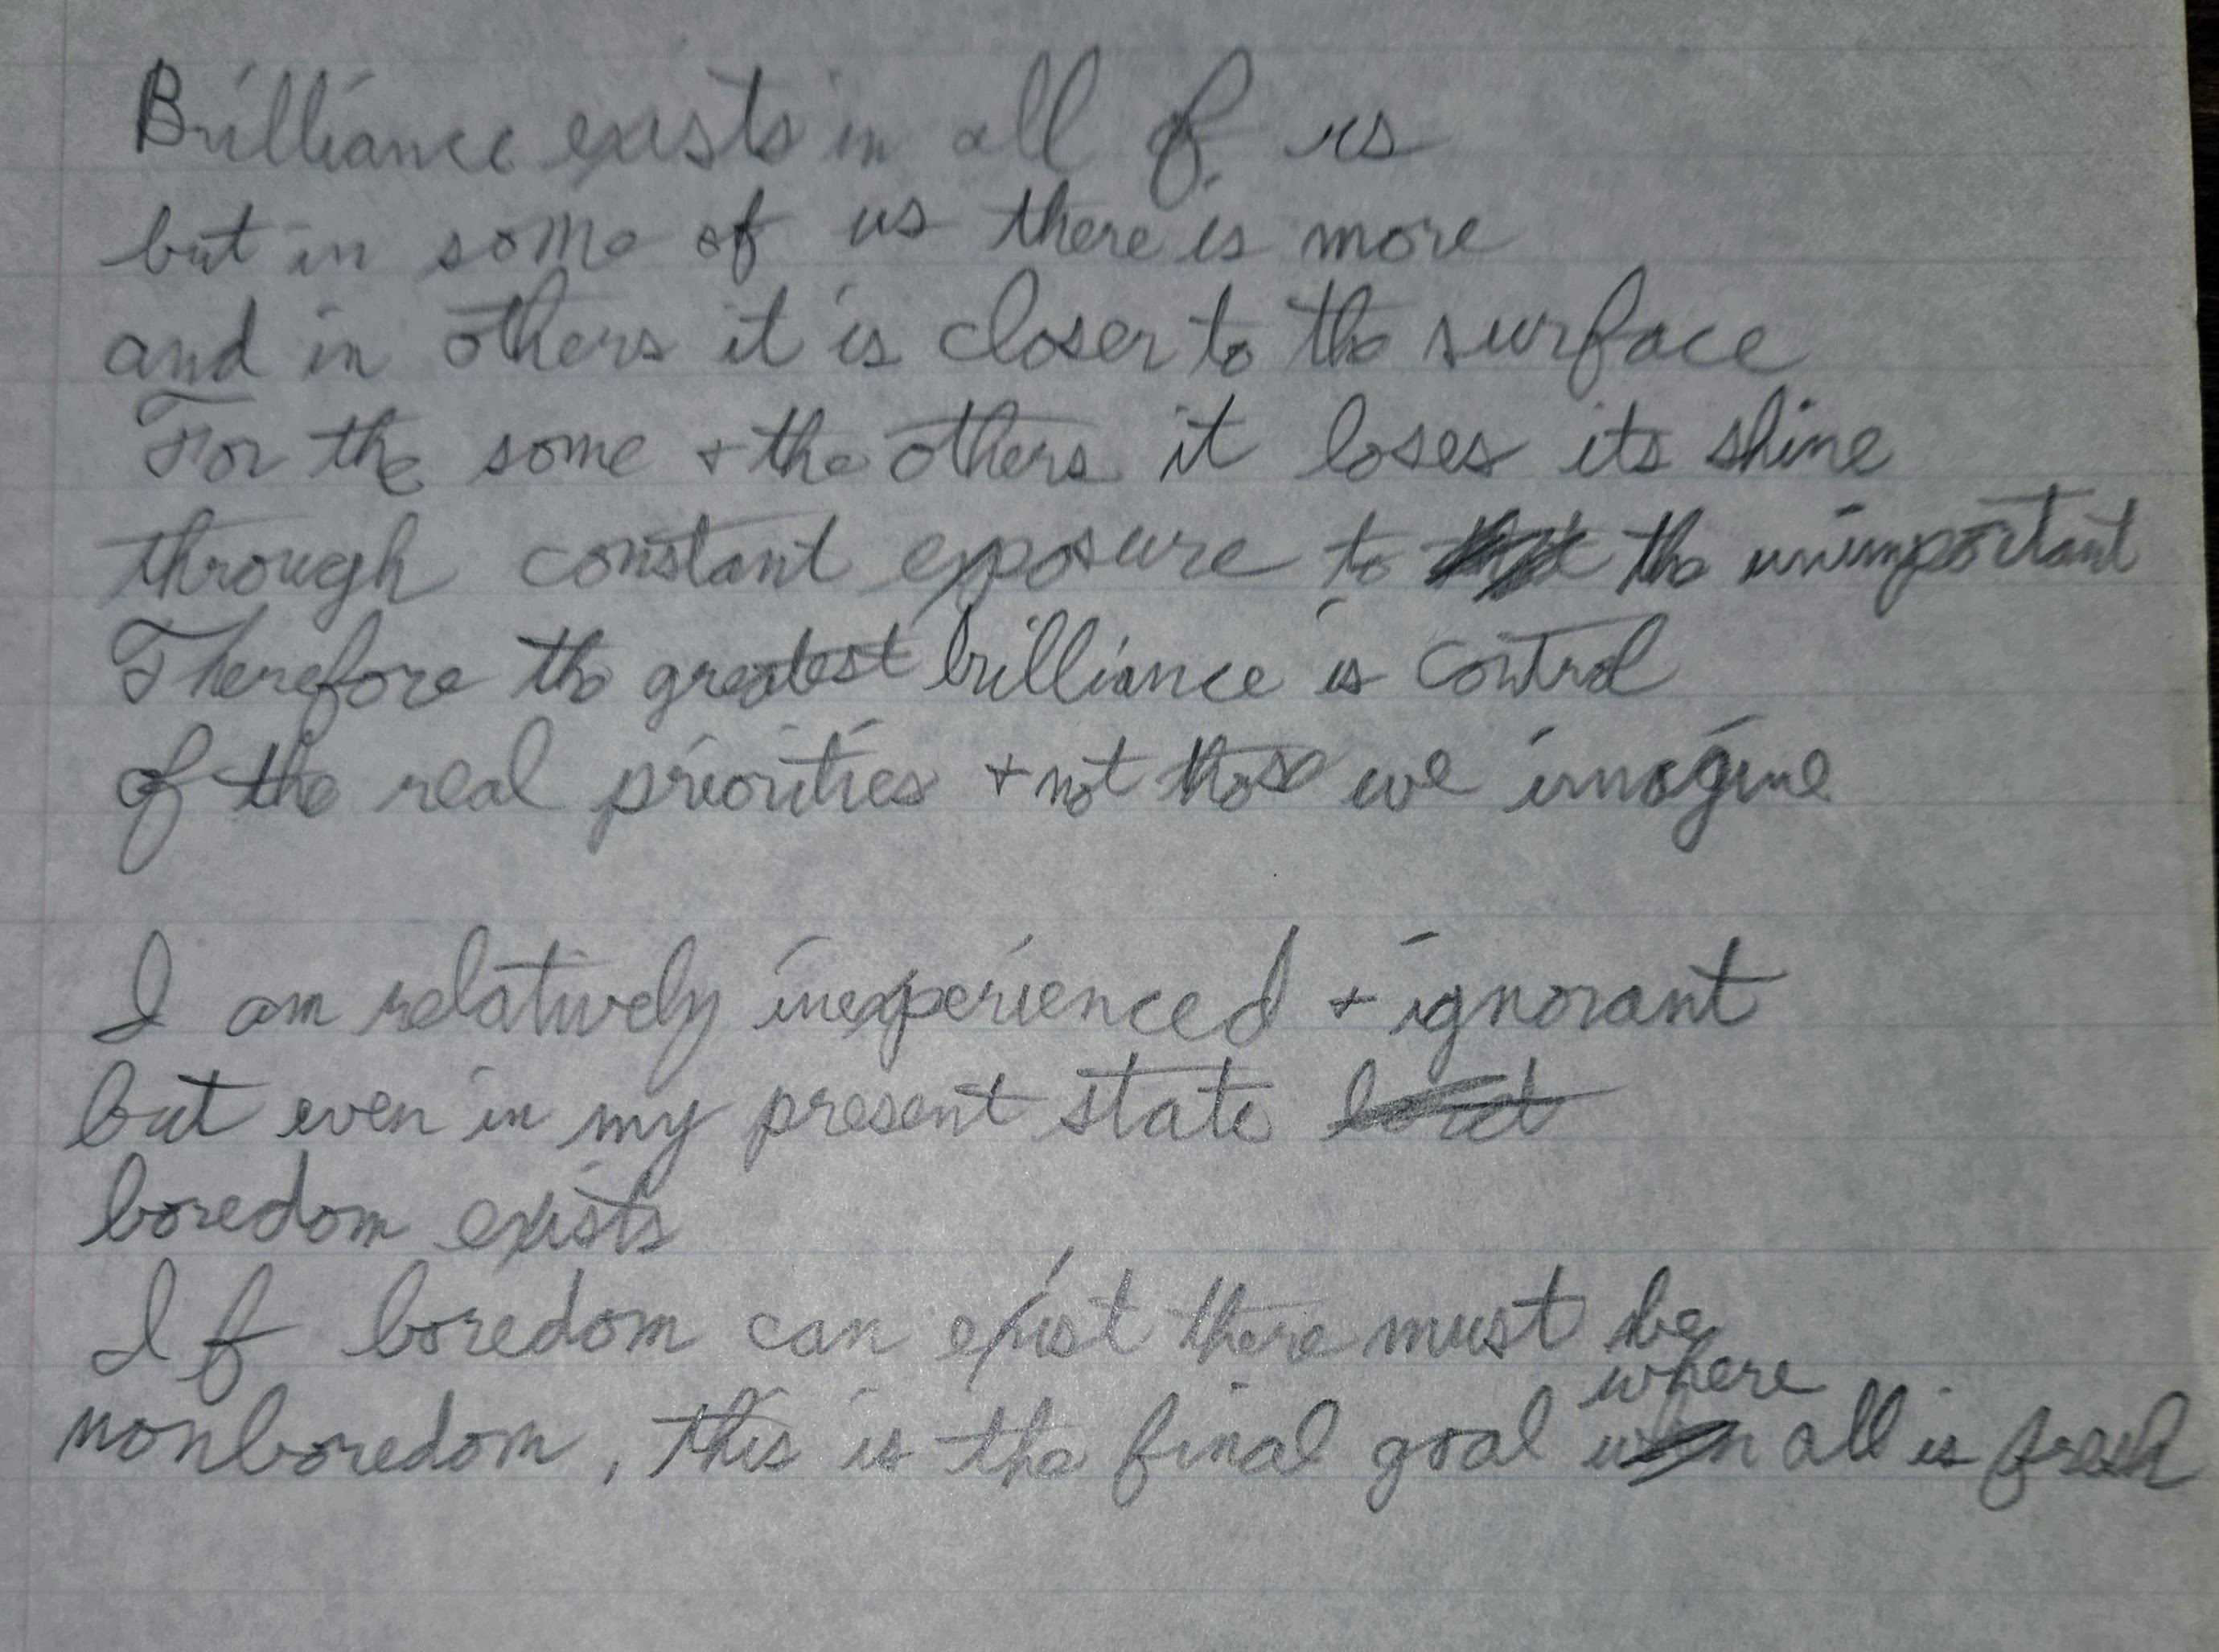 Brilliance exists in all of us
but in some of us there is more
and in others it is closer to the surface
For the some + the others it loses its shine
through constant exposure to the unimportant
Therefore the greatest brilliance is control
of the real priorities + not those we imagine
I am relatively inexperienced + ignorant
but even in my present state
boredom exists
If boredom can exist there must be
where
nonboredom, this is the final goal all is fresh